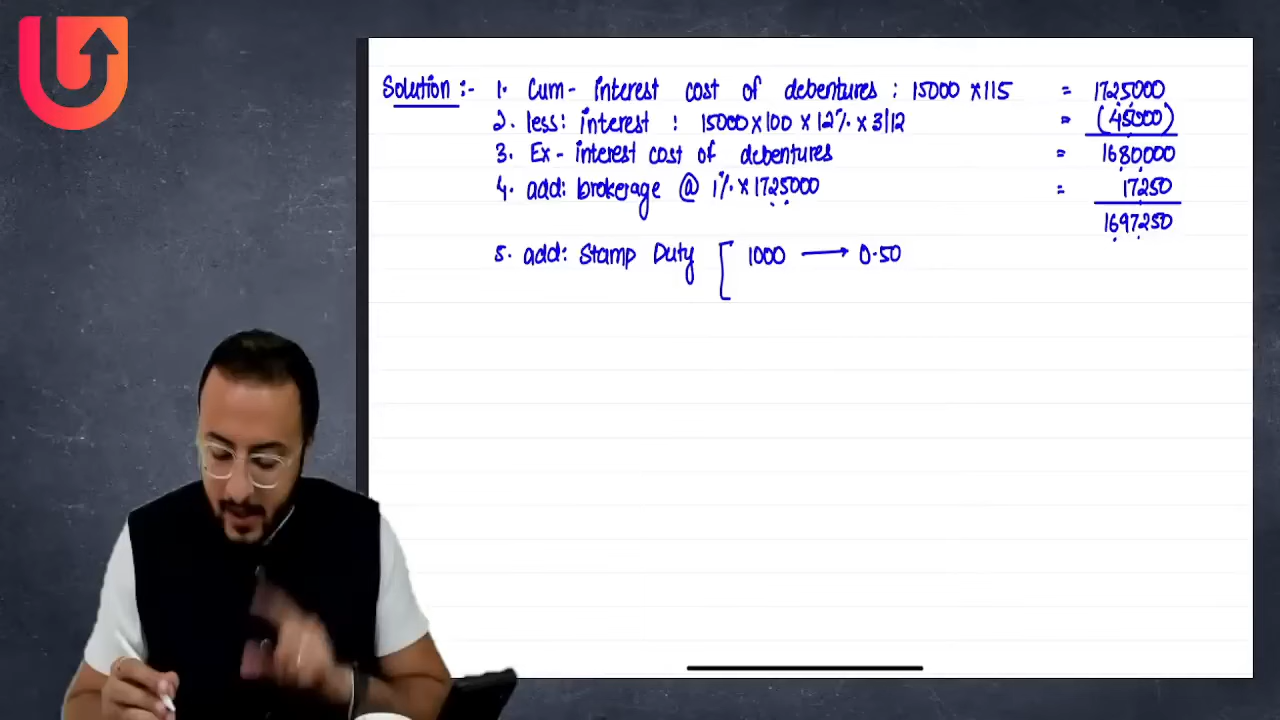 Solution :- 1. Cum- interest cost of debentures : 15000 x 115 = 1725000
2. less: interest : 15000 x 100 x 12% x 3/12 = (45000)
3. Ex- interest cost of debentures = 1680000
4. add: brokerage @ 1% x 1725000 = 17250
1697250
5. add: Stamp Duty [ 1000 → 0.50